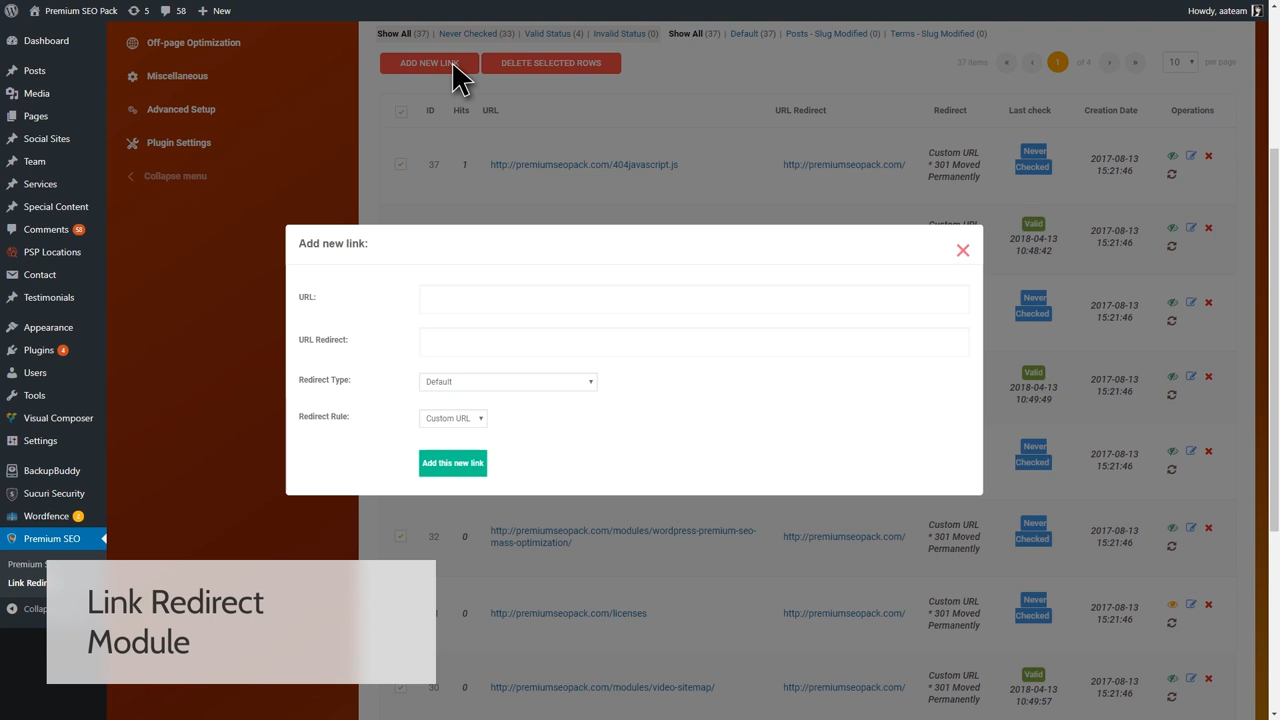 Premium SEO Pack 5 58 New
Howdy, aateam
Dashboard
Posts
Media
Pages
Social Sites
Team
Services
Special Content
Comments 58
PSP Locations
Contact
Testimonials
Appearance
Plugins 4
Users
Tools
Visual Composer
Settings
BackupBuddy
Sucuri Security
Wordfence 2
Premium SEO
Off-page Optimization
Miscellaneous
Advanced Setup
Plugin Settings
Collapse menu
Show All (37) | Never Checked (33) | Valid Status (4) | Invalid Status (0) Show All (37) | Default (37) | Posts - Slug Modified (0) | Terms - Slug Modified (0)
ADD NEW LINK DELETE SELECTED ROWS 37 items « ‹ 1 of 4 › » 10 per page
ID Hits URL URL Redirect Redirect Last check Creation Date Operations
37 1 http://premiumseopack.com/404javascript.js http://premiumseopack.com/ Custom URL * 301 Moved Permanently Never Checked 2017-08-13 15:21:46
Valid 2018-04-13 10:48:42 2017-08-13 15:21:46
Never Checked 2017-08-13 15:21:46
Valid 2018-04-13 10:49:49 2017-08-13 15:21:46
Never Checked 2017-08-13 15:21:46
32 0 http://premiumseopack.com/modules/wordpress-premium-seo-mass-optimization/ http://premiumseopack.com/ Custom URL * 301 Moved Permanently Never Checked 2017-08-13 15:21:46
0 http://premiumseopack.com/licenses http://premiumseopack.com/ Custom URL * 301 Moved Permanently Never Checked 2017-08-13 15:21:46
30 0 http://premiumseopack.com/modules/video-sitemap/ http://premiumseopack.com/ Custom URL * 301 Moved Permanently Valid 2018-04-13 10:49:57 2017-08-13 15:21:46
Add new link:
URL:
URL Redirect:
Redirect Type: Default
Redirect Rule: Custom URL
Add this new link
Link Redirect
Module